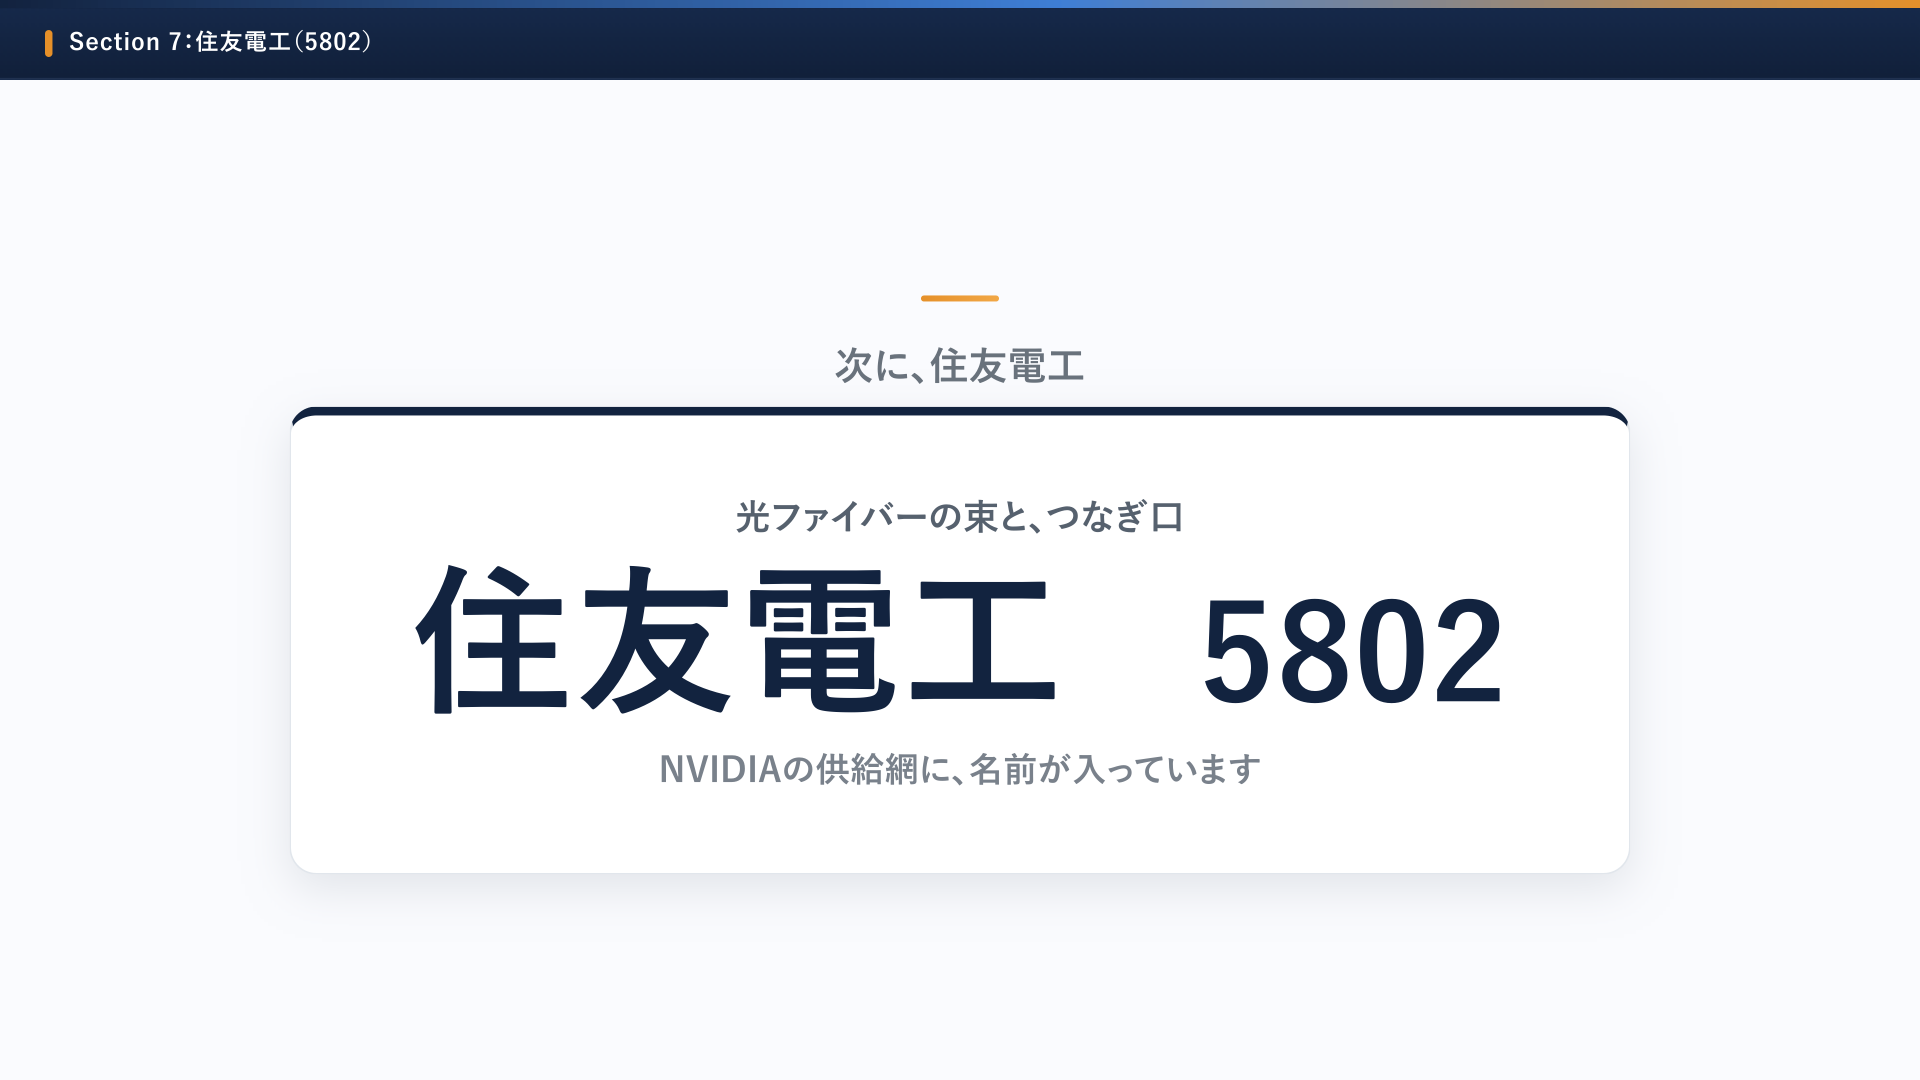 Section 7：住友電工（5802）
次に、住友電工
光ファイバーの束と、つなぎ口
住友電工　5802
NVIDIAの供給網に、名前が入っています